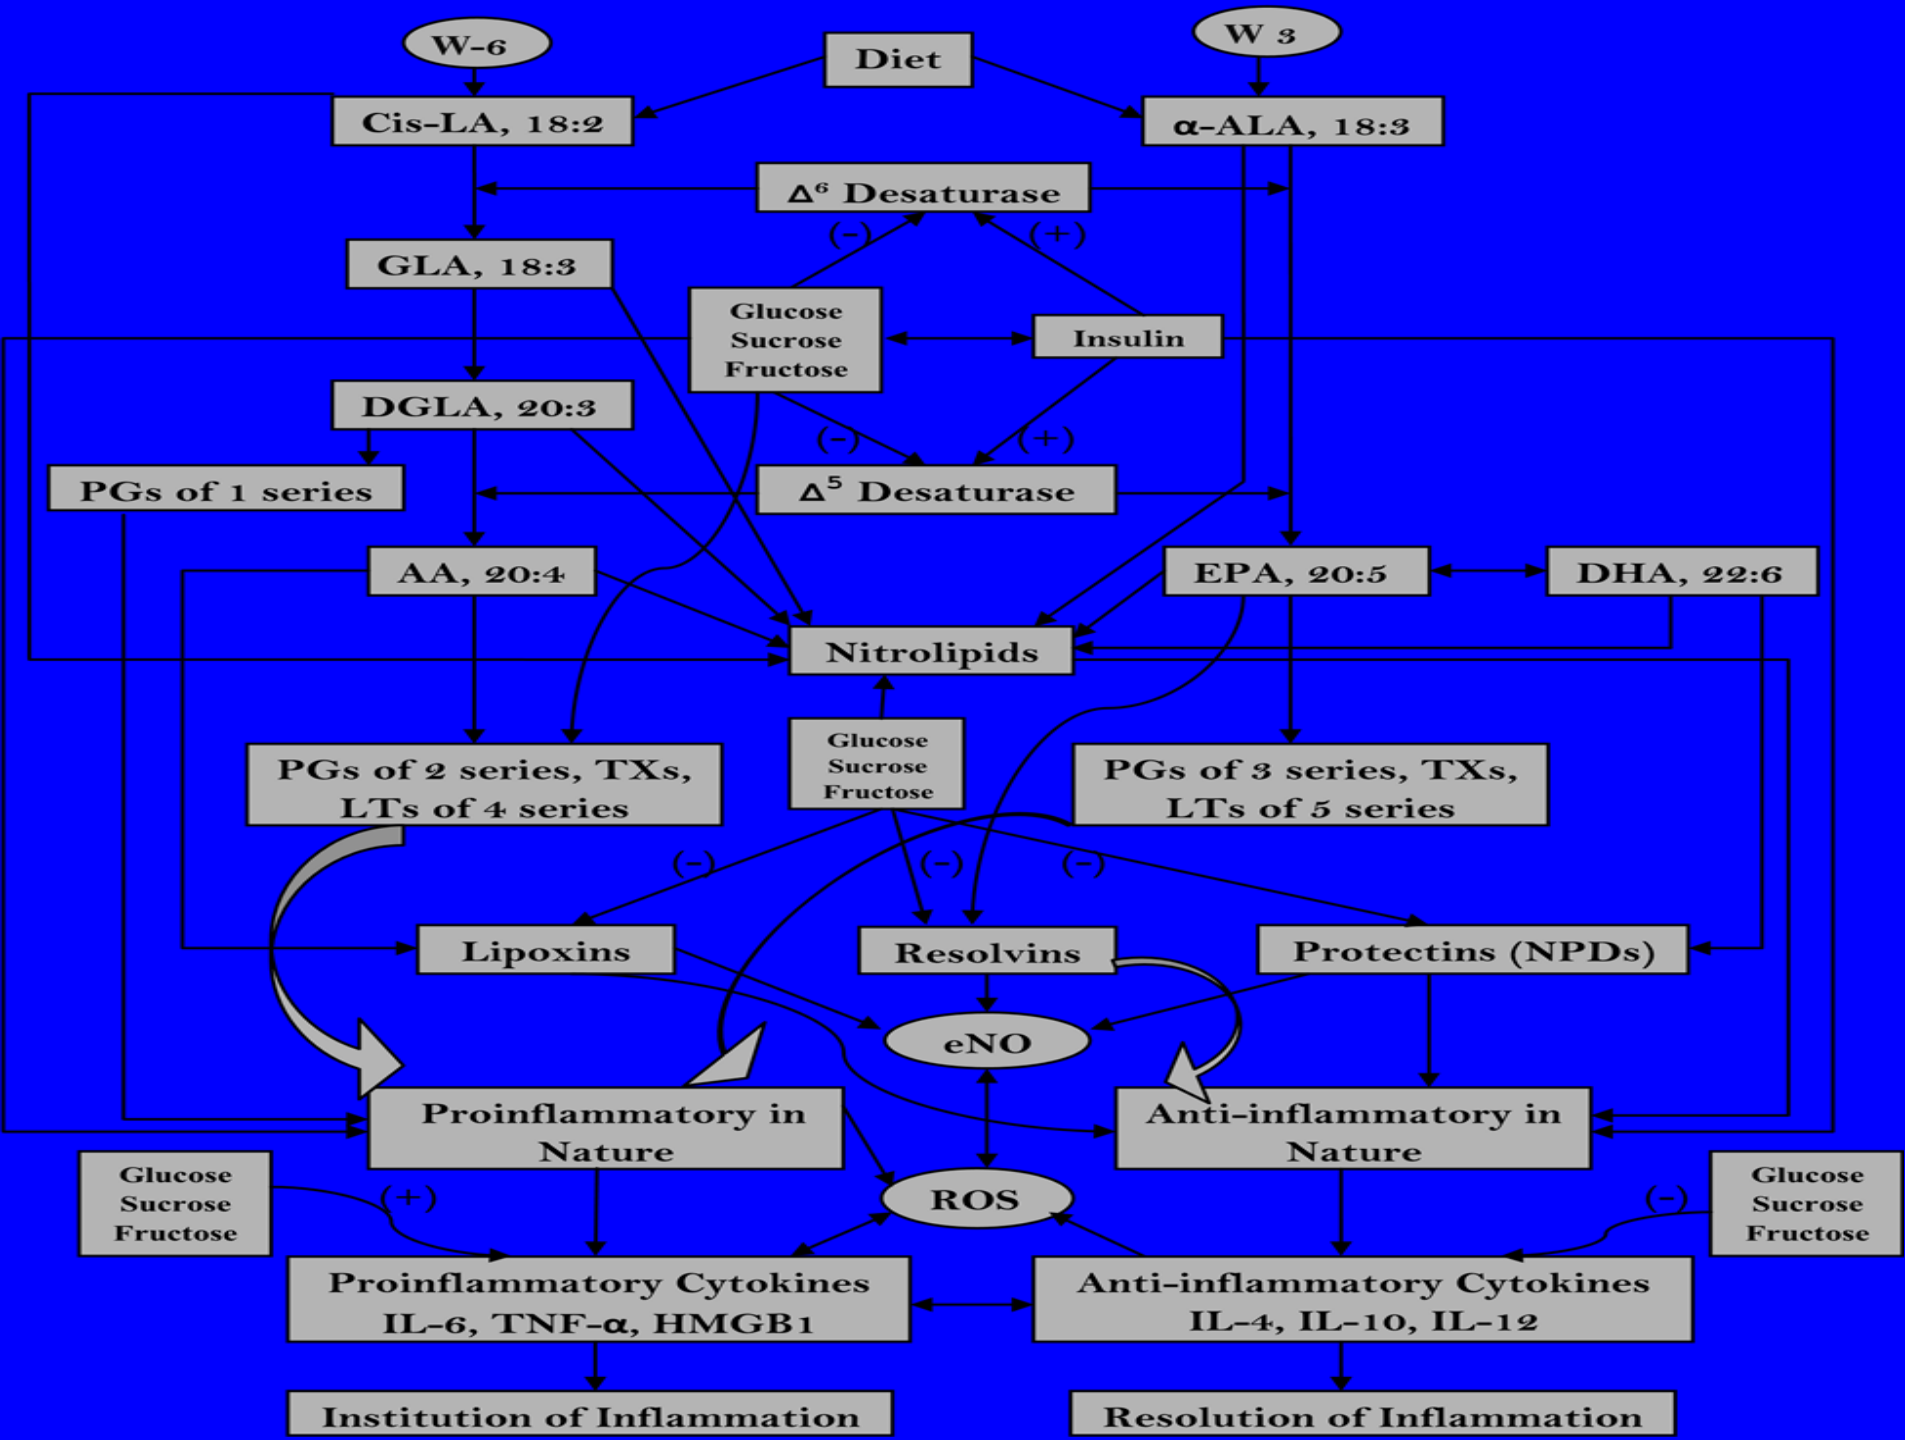 W-6
W 3
Diet
Cis-LA, 18:2
α-ALA, 18:3
Δ⁶ Desaturase
(-)
(+)
GLA, 18:3
Glucose
Sucrose
Fructose
Insulin
DGLA, 20:3
(-)
(+)
PGs of 1 series
Δ⁵ Desaturase
AA, 20:4
EPA, 20:5
DHA, 22:6
Nitrolipids
Glucose
Sucrose
Fructose
PGs of 2 series, TXs,
LTs of 4 series
PGs of 3 series, TXs,
LTs of 5 series
(-)
(-)
(-)
Lipoxins
Resolvins
Protectins (NPDs)
eNO
Proinflammatory in
Nature
Anti-inflammatory in
Nature
Glucose
Sucrose
Fructose
(+)
ROS
(-)
Glucose
Sucrose
Fructose
Proinflammatory Cytokines
IL-6, TNF-α, HMGB1
Anti-inflammatory Cytokines
IL-4, IL-10, IL-12
Institution of Inflammation
Resolution of Inflammation